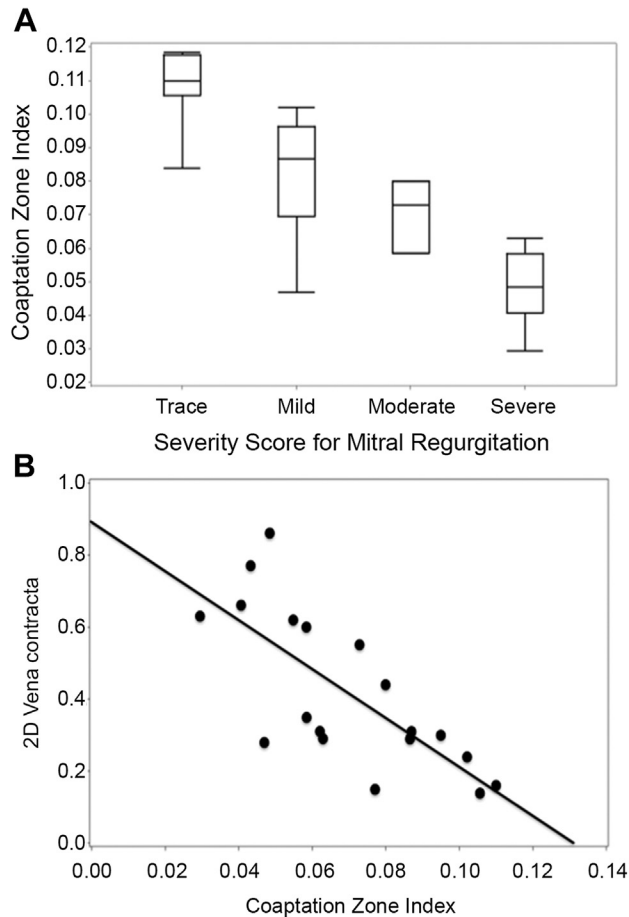 A
Coaptation Zone Index
0.12
0.11
0.10
0.09
0.08
0.07
0.06
0.05
0.04
0.03
0.02
Trace Mild Moderate Severe
Severity Score for Mitral Regurgitation
B
2D Vena contracta
1.0
0.8
0.6
0.4
0.2
0.0
0.00 0.02 0.04 0.06 0.08 0.10 0.12 0.14
Coaptation Zone Index